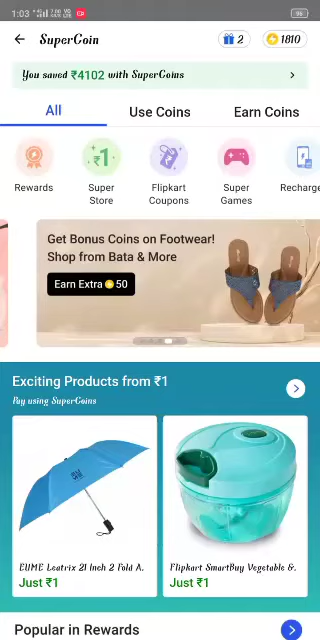 1:03
SuperCoin
2
1810
You saved ₹4102 with SuperCoins
All
Use Coins
Earn Coins
₹1
Rewards
Super
Store
Flipkart
Coupons
Super
Games
Recharge
Get Bonus Coins on Footwear!
Shop from Bata & More
Earn Extra 50
Exciting Products from ₹1
Pay using SuperCoins
EUME Leatrix 21 Inch 2 Fold A.
Just ₹1
Flipkart SmartBuy Vegetable &.
Just ₹1
Popular in Rewards